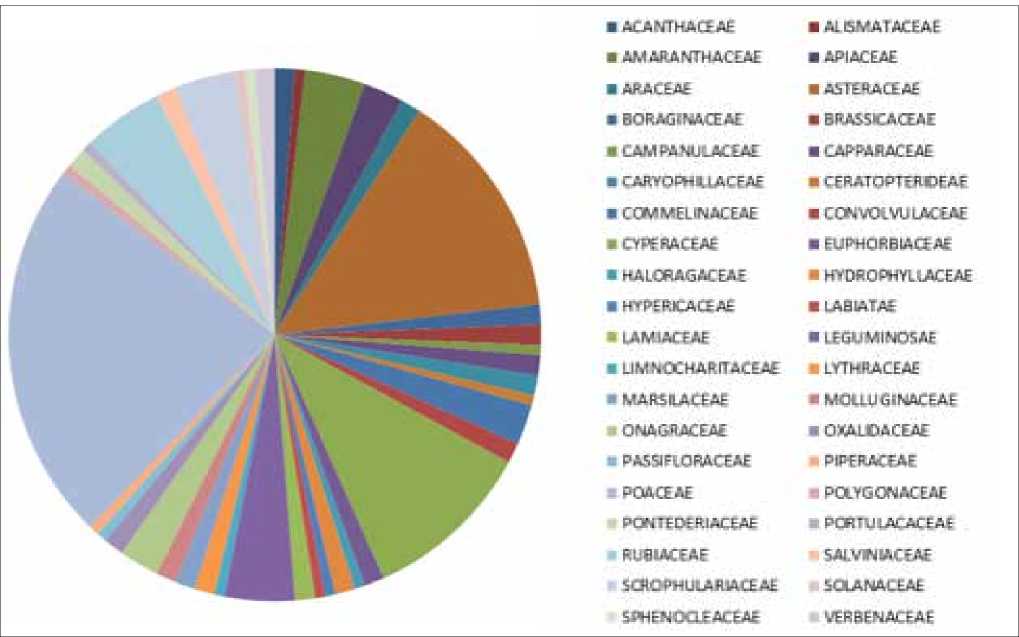 ACANTHACEAE ALISMATACEAE
AMARANTHACEAE APIACEAE
ARACEAE ASTERACEAE
BORAGINACEAE BRASSICACEAE
CAMPANULACEAE CAPPARACEAE
CARYOPHILLACEAE CERATOPTERIDEAE
COMMELINACEAE CONVOLVULACEAE
CYPERACEAE EUPHORBIACEAE
HALORAGACEAE HYDROPHYLLACEAE
HYPERICACEAE LABIATAE
LAMIACEAE LEGUMINOSAE
LIMNOCHARITACEAE LYTHRACEAE
MARSILACEAE MOLLUGINACEAE
ONAGRACEAE OXALIDACEAE
PASSIFLORACEAE PIPERACEAE
POACEAE POLYGONACEAE
PONTEDERIACEAE PORTULACACEAE
RUBIACEAE SALVINIACEAE
SCROPHULARIACEAE SOLANACEAE
SPHENOCLEACEAE VERBENACEAE